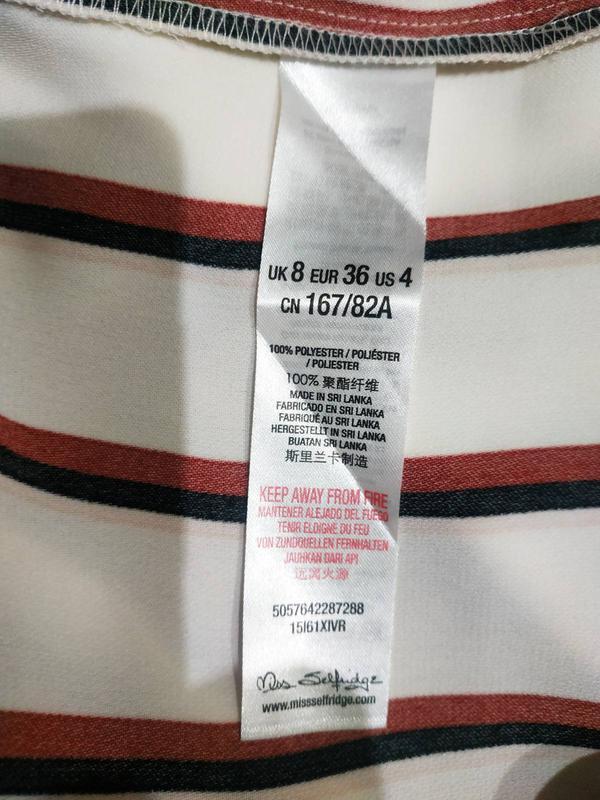 UK 8 EUR 36 US 4
CN 167/82A
100% POLYESTER / POLIÉSTER
/ POLIESTER
100% 聚酯纤维
MADE IN SRI LANKA
FABRICADO EN SRI LANKA
FABRIQUÉ AU SRI LANKA
HERGESTELLT IN SRI LANKA
BUATAN SRI LANKA
斯里兰卡制造
KEEP AWAY FROM FIRE
MANTENER ALEJADO DEL FUEGO
TENIR ELOIGNE DU FEU
VON ZUNDQUELLEN FERNHALTEN
JAUHKAN DARI API
远离火源
5057642287288
15I61XIVR
Miss Selfridge
www.missselfridge.com